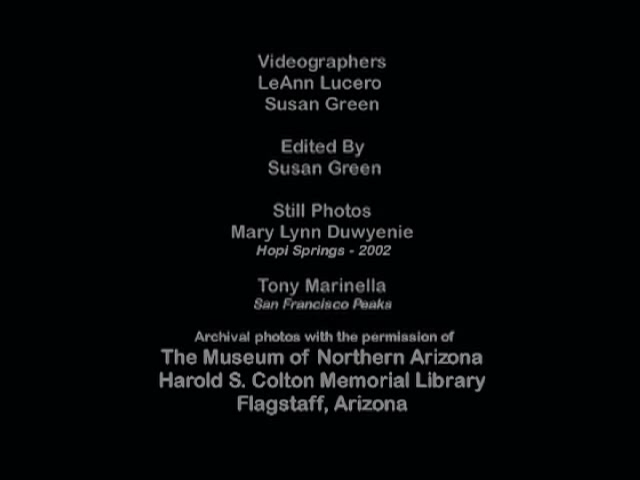 Videographers
LeAnn Lucero
Susan Green
Edited By
Susan Green
Still Photos
Mary Lynn Duwyenie
Hopi Springs - 2002
Tony Marinella
San Francisco Peaks
Archival photos with the permission of
The Museum of Northern Arizona
Harold S. Colton Memorial Library
Flagstaff, Arizona